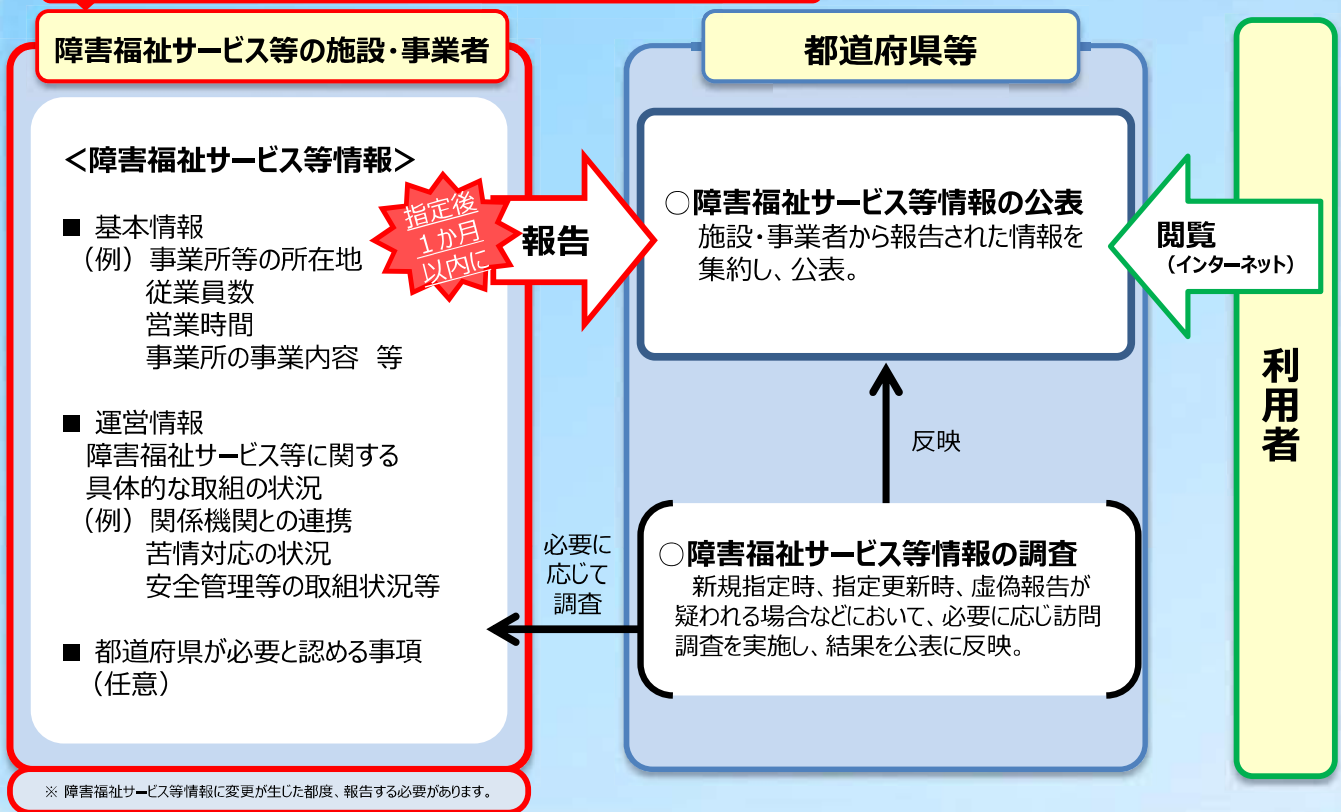 障害福祉サービス等の施設・事業者
＜障害福祉サービス等情報＞
■ 基本情報
（例）事業所等の所在地
従業員数
営業時間
事業所の事業内容 等
■ 運営情報
障害福祉サービス等に関する
具体的な取組の状況
（例）関係機関との連携
苦情対応の状況
安全管理等の取組状況等
■ 都道府県が必要と認める事項
（任意）
※ 障害福祉サービス等情報に変更が生じた都度、報告する必要があります。
指定後
１か月
以内に
報告
都道府県等
○障害福祉サービス等情報の公表
施設・事業者から報告された情報を
集約し、公表。
反映
○障害福祉サービス等情報の調査
新規指定時、指定更新時、虚偽報告が
疑われる場合などにおいて、必要に応じ訪問
調査を実施し、結果を公表に反映。
必要に
応じて
調査
閲覧
（インターネット）
利用者